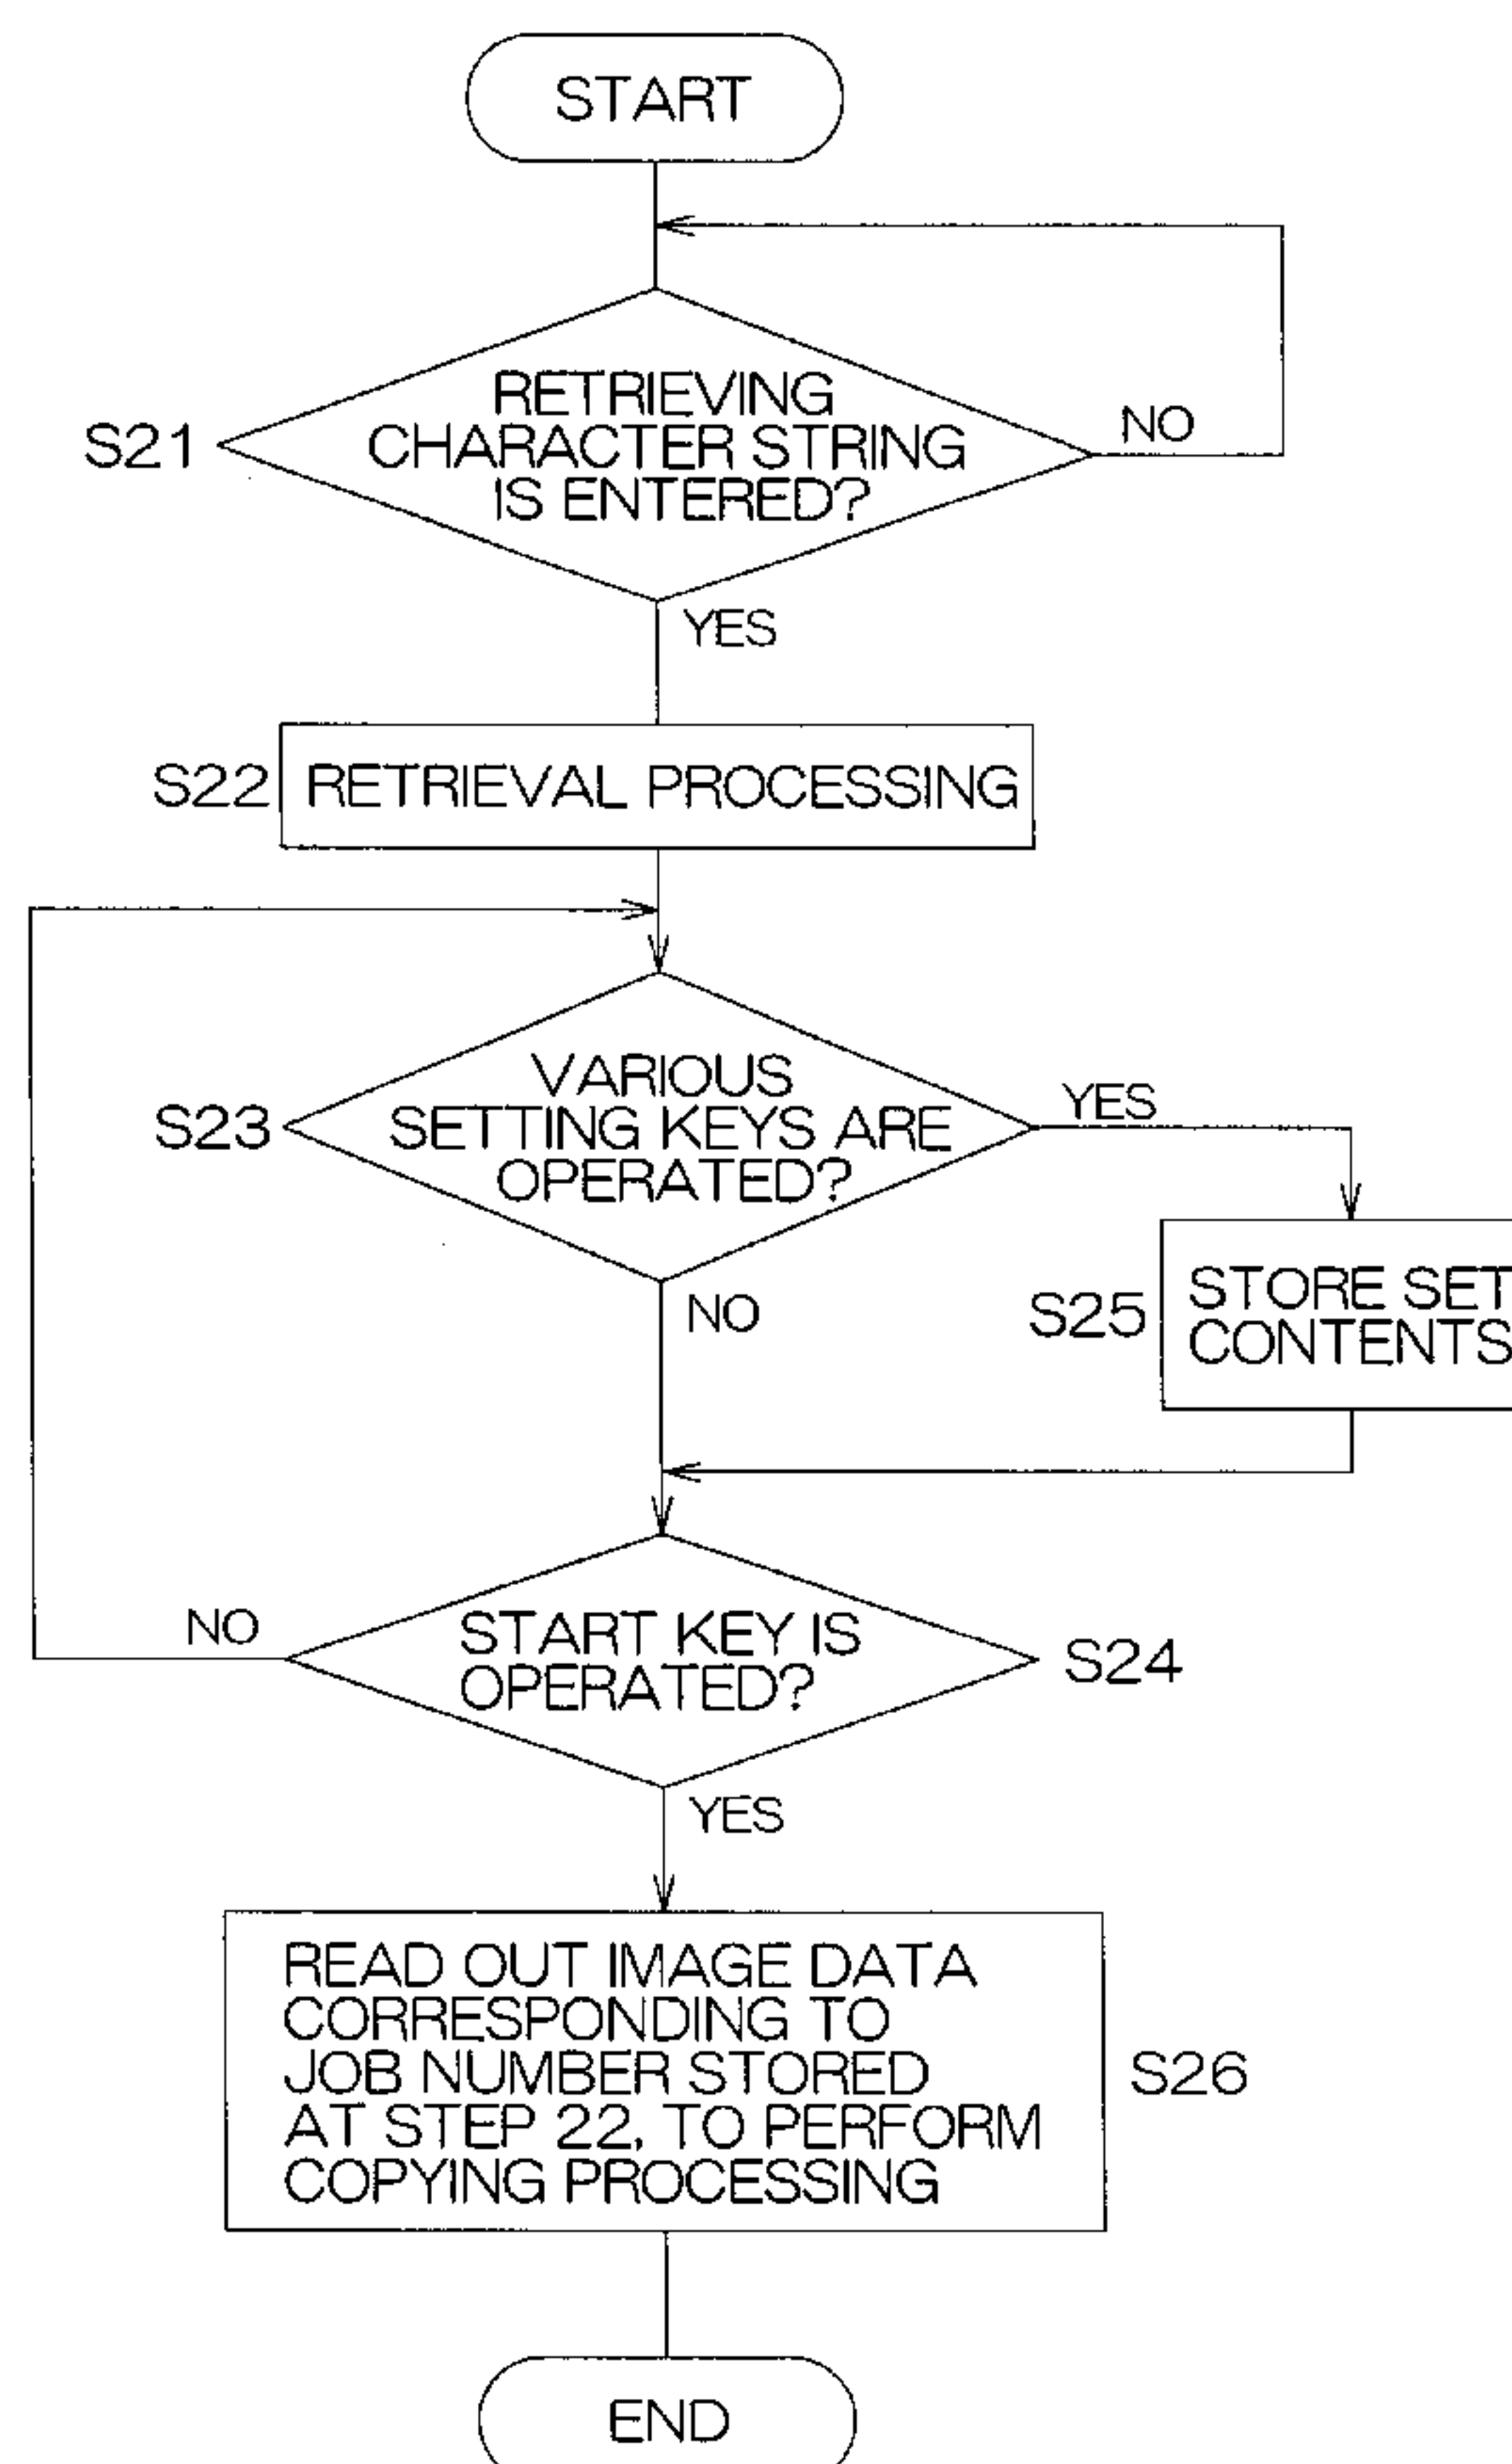 START
RETRIEVING
CHARACTER STRING
IS ENTERED?
S21
NO
YES
S22
RETRIEVAL PROCESSING
VARIOUS
SETTING KEYS ARE
OPERATED?
S23
YES
NO
S25
STORE SET
CONTENTS
START KEY IS
OPERATED?
NO
S24
YES
READ OUT IMAGE DATA
CORRESPONDING TO
JOB NUMBER STORED
AT STEP 22, TO PERFORM
COPYING PROCESSING
S26
END